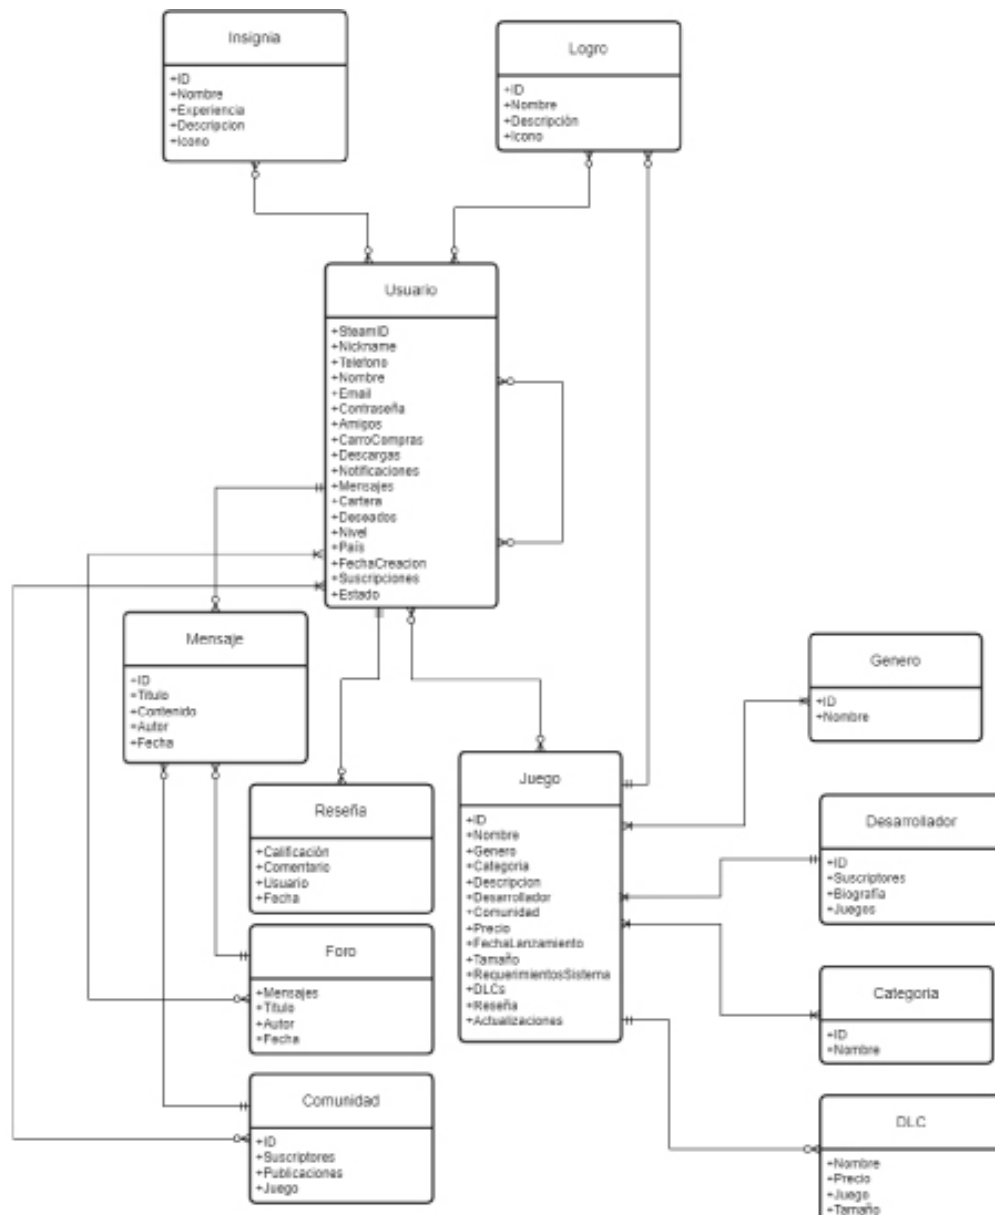 Insignia
+ID
+Nombre
+Experiencia
+Descripcion
+Icono
Logro
+ID
+Nombre
+Descripción
+Icono
Usuario
+SteamID
+Nickname
+Telefono
+Nombre
+Email
+Contraseña
+Amigos
+CarroCompras
+Descargas
+Notificaciones
+Mensajes
+Cartera
+Deseados
+Nivel
+País
+FechaCreacion
+Suscripciones
+Estado
Mensaje
+ID
+Titulo
+Contenido
+Autor
+Fecha
Reseña
+Calificación
+Comentario
+Usuario
+Fecha
Foro
+Mensajes
+Titulo
+Autor
+Fecha
Comunidad
+ID
+Suscriptores
+Publicaciones
+Juego
Juego
+ID
+Nombre
+Genero
+Categoria
+Descripcion
+Desarrollador
+Comunidad
+Precio
+FechaLanzamiento
+Tamaño
+RequerimientosSistema
+DLCs
+Reseña
+Actualizaciones
Genero
+ID
+Nombre
Desarrollador
+ID
+Suscriptores
+Biografía
+Juegos
Categoria
+ID
+Nombre
DLC
+Nombre
+Precio
+Juego
+Tamaño